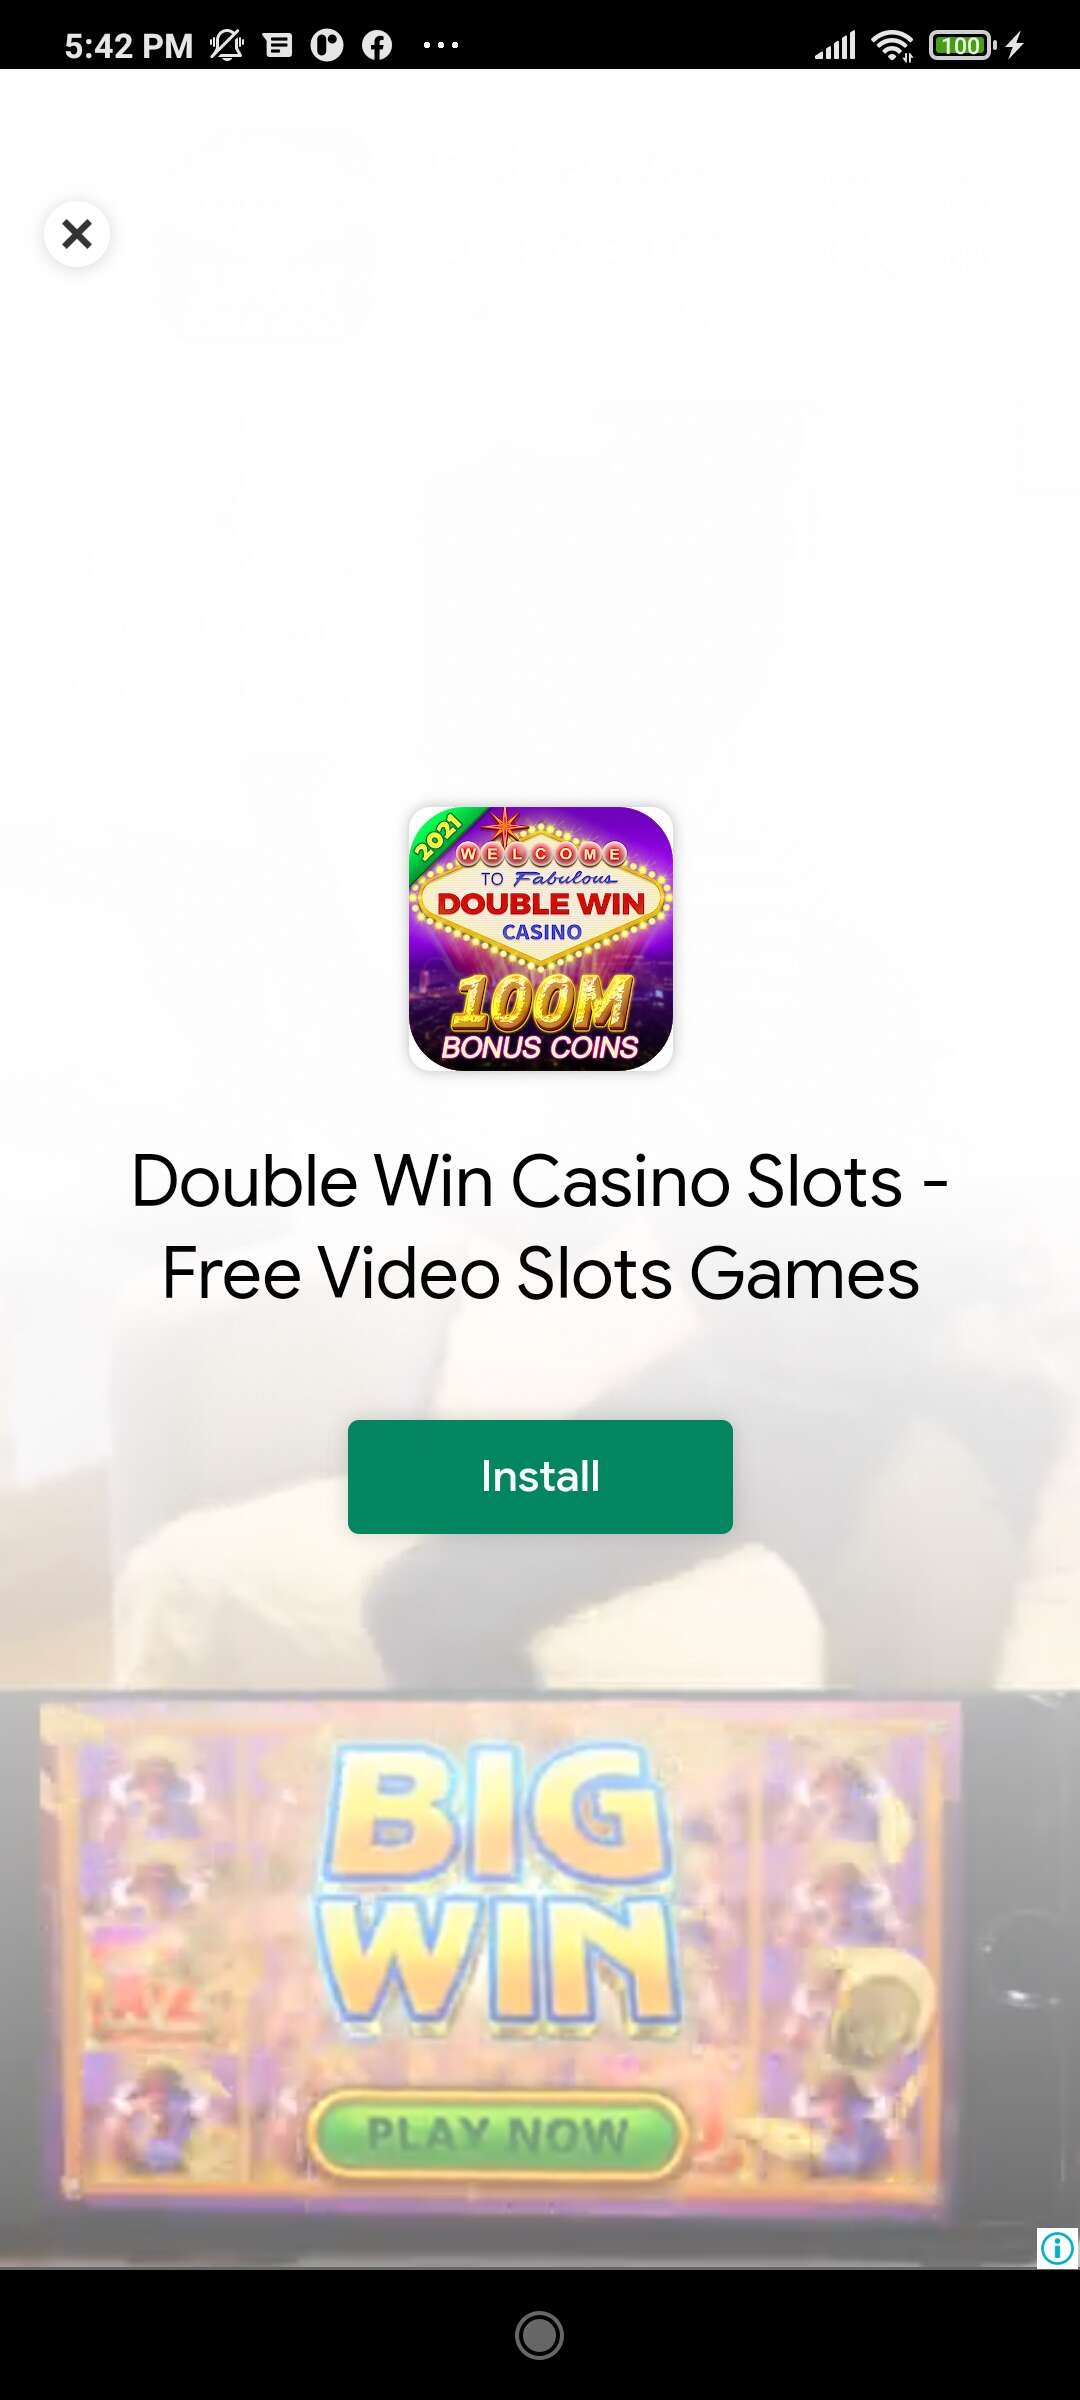 5:42 PM
100
2021
WELCOME
TO Fabulous
DOUBLE WIN
CASINO
100M
BONUS COINS
Double Win Casino Slots -
Free Video Slots Games
Install
BIG
WIN
PLAY NOW